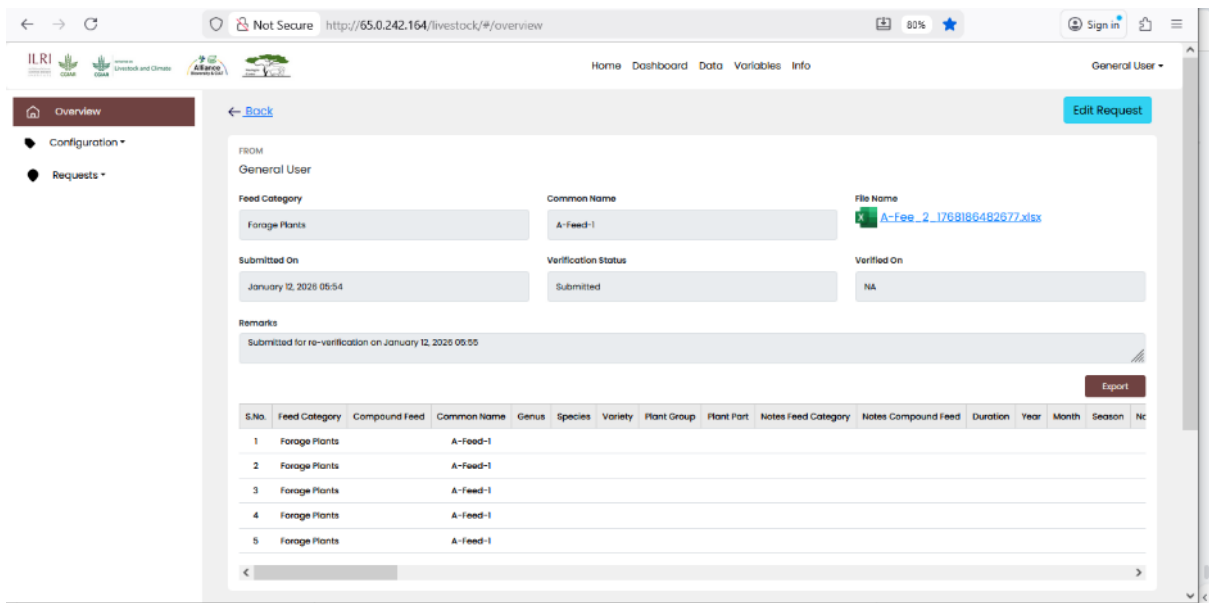 Not Secure http://65.0.242.164/livestock/#/overview 80% Sign in
ILRI CGIAR CGIAR Livestock and Climate Alliance
Home Dashboard Data Variables Info General User
Overview
Configuration
Requests
← Back
Edit Request
FROM
General User
Feed Category Common Name File Name
Forage Plants A-Feed-1 A-Fee_2_1768186482677.xlsx
Submitted On Verification Status Verified On
January 12, 2026 05:54 Submitted NA
Remarks
Submitted for re-verification on January 12, 2026 05:55
Export
S.No. Feed Category Compound Feed Common Name Genus Species Variety Plant Group Plant Part Notes Feed Category Notes Compound Feed Duration Year Month Season No
1 Forage Plants A-Feed-1
2 Forage Plants A-Feed-1
3 Forage Plants A-Feed-1
4 Forage Plants A-Feed-1
5 Forage Plants A-Feed-1